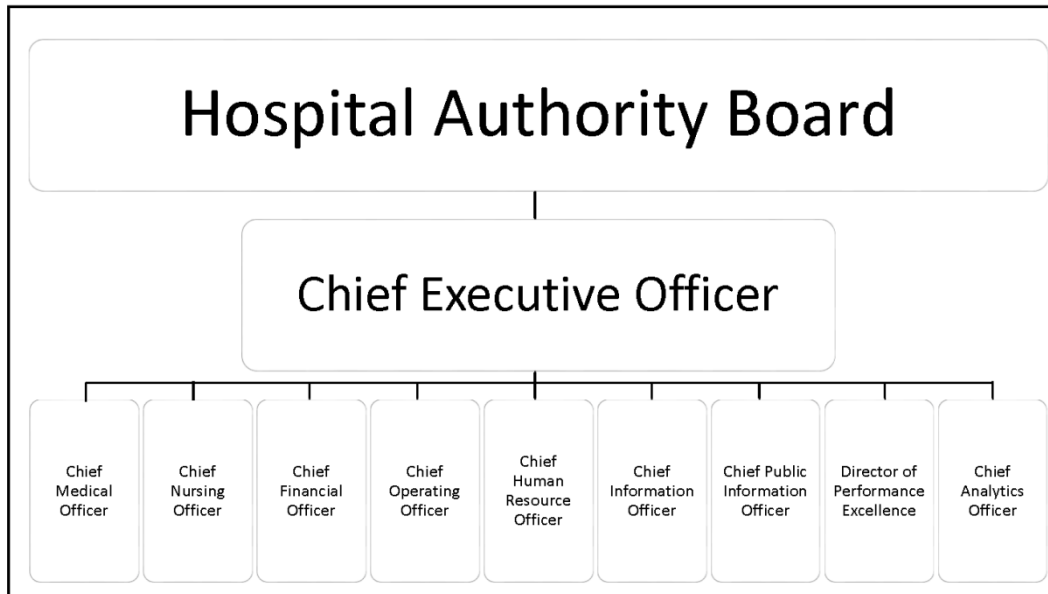 Hospital Authority Board
Chief Executive Officer
Chief
Medical
Officer
Chief
Nursing
Officer
Chief
Financial
Officer
Chief
Operating
Officer
Chief
Human
Resource
Officer
Chief
Information
Officer
Chief Public
Information
Officer
Director of
Performance
Excellence
Chief
Analytics
Officer